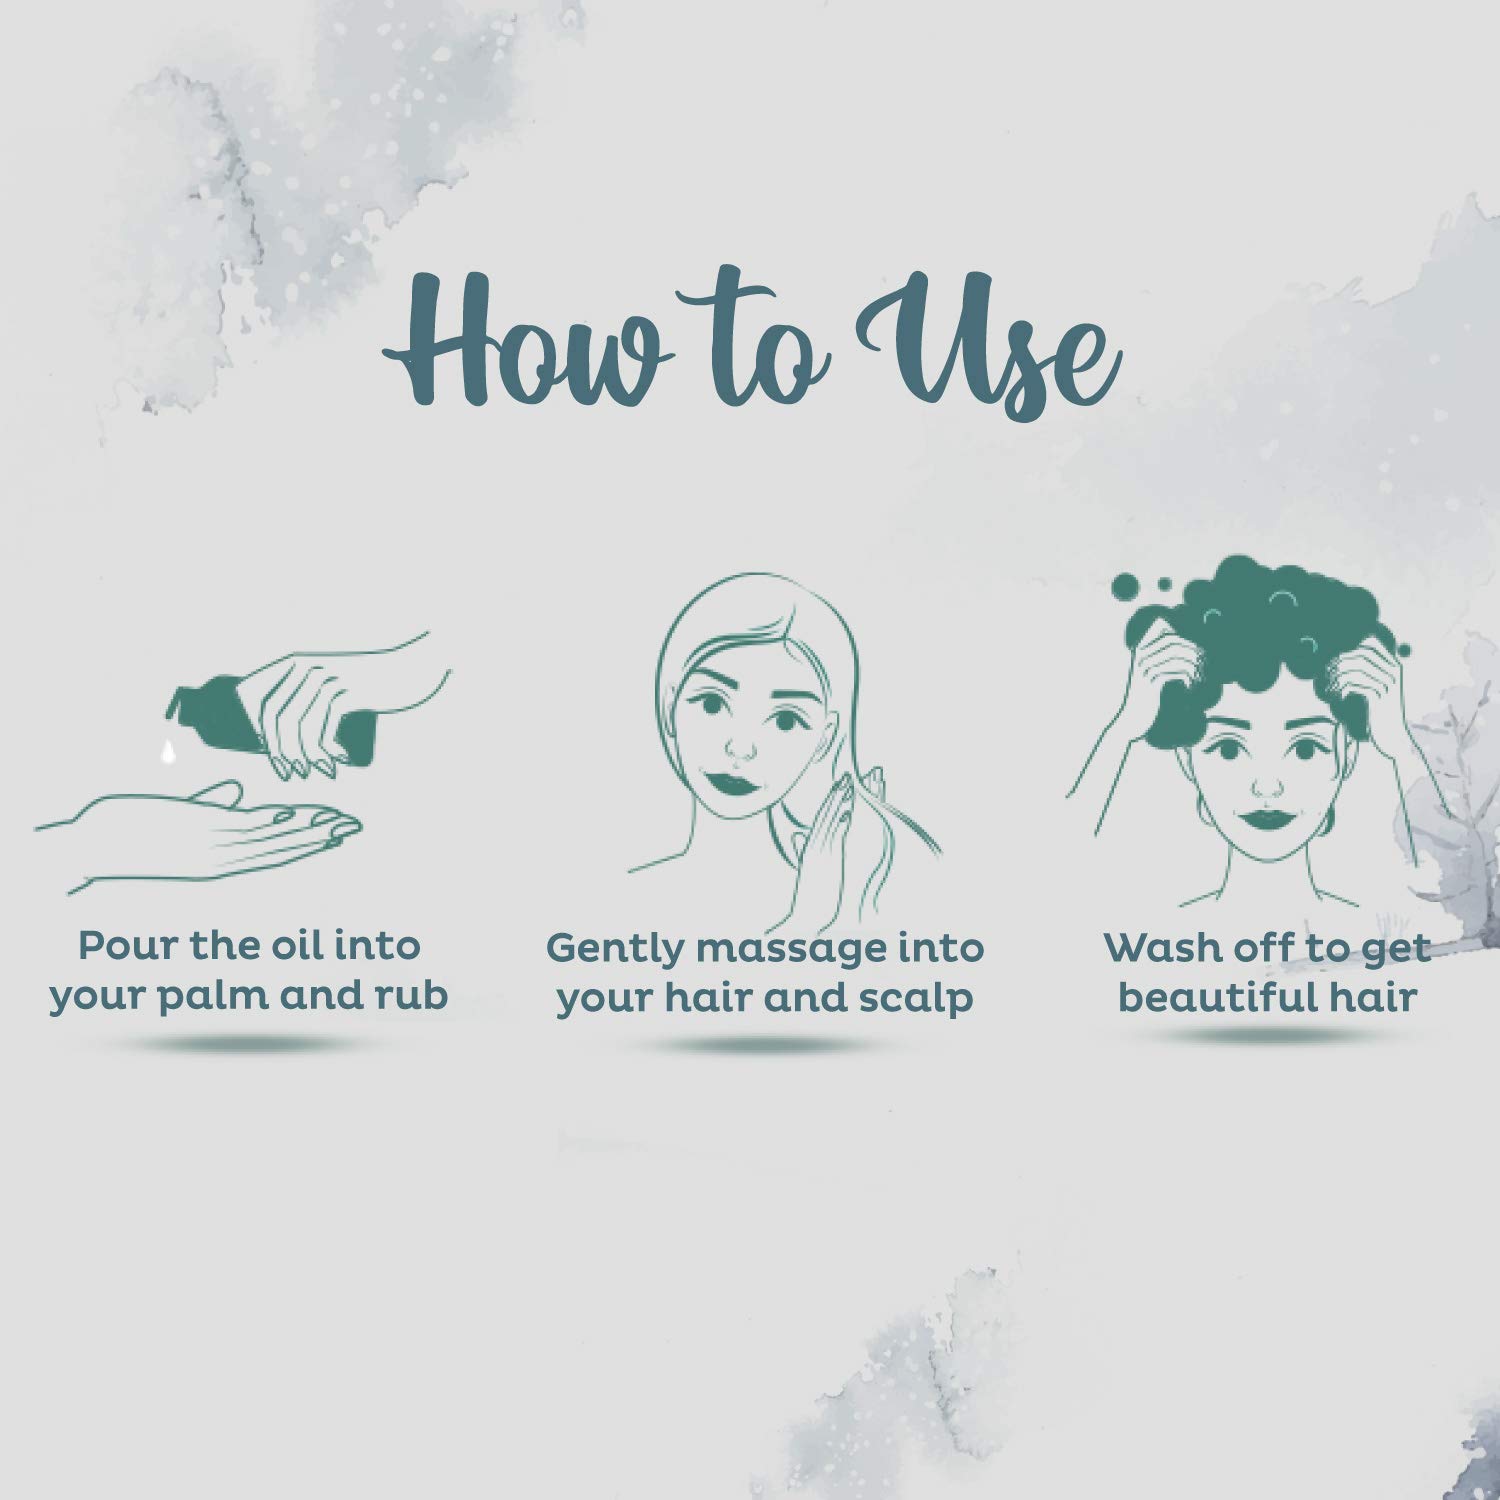 How to Use
Pour the oil into
your palm and rub
Gently massage into
your hair and scalp
Wash off to get
beautiful hair